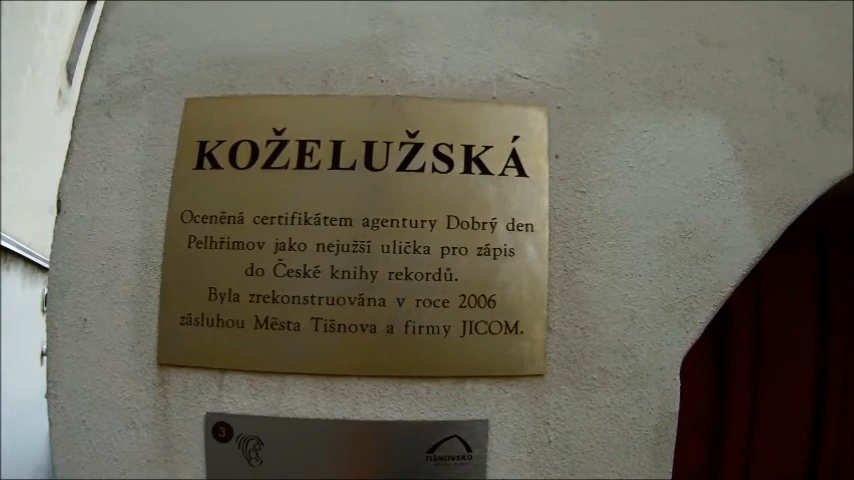 KOŽELUŽSKÁ
Oceněná certifikátem agentury Dobrý den
Pelhřimov jako nejužší ulička pro zápis
do České knihy rekordů.
Byla zrekonstruována v roce 2006
zásluhou Města Tišnova a firmy JICOM.
3
TIŠNOVSKO